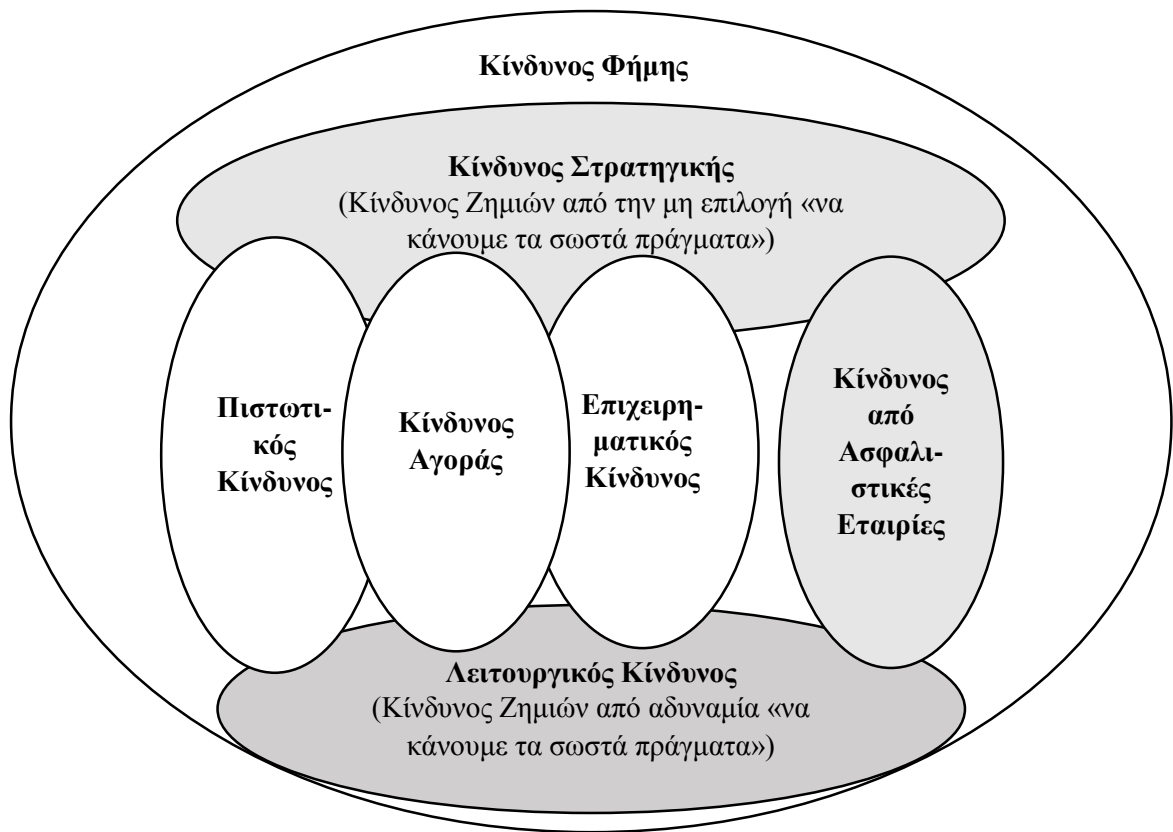 Κίνδυνος Φήμης
Κίνδυνος Στρατηγικής
(Κίνδυνος Ζημιών από την μη επιλογή «να
κάνουμε τα σωστά πράγματα»)
Πιστωτι-
κός
Κίνδυνος
Κίνδυνος
Αγοράς
Επιχειρη-
ματικός
Κίνδυνος
Κίνδυνος
από
Ασφαλι-
στικές
Εταιρίες
Λειτουργικός Κίνδυνος
(Κίνδυνος Ζημιών από αδυναμία «να
κάνουμε τα σωστά πράγματα»)